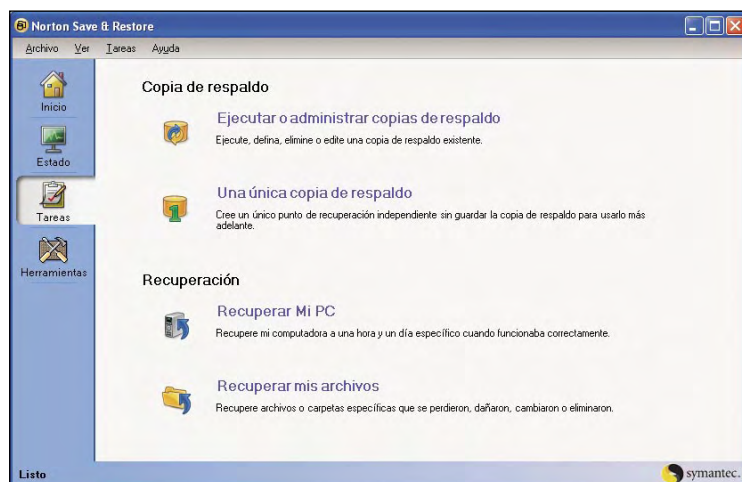 Norton Save & Restore
Archivo Ver Tareas Ayuda
Inicio
Estado
Tareas
Herramientas
Copia de respaldo
Ejecutar o administrar copias de respaldo
Ejecute, defina, elimine o edite una copia de respaldo existente.
Una única copia de respaldo
Cree un único punto de recuperación independiente sin guardar la copia de respaldo para usarlo más
adelante.
Recuperación
Recuperar Mi PC
Recupere mi computadora a una hora y un día específico cuando funcionaba correctamente.
Recuperar mis archivos
Recupere archivos o carpetas específicas que se perdieron, dañaron, cambiaron o eliminaron.
Listo
symantec.